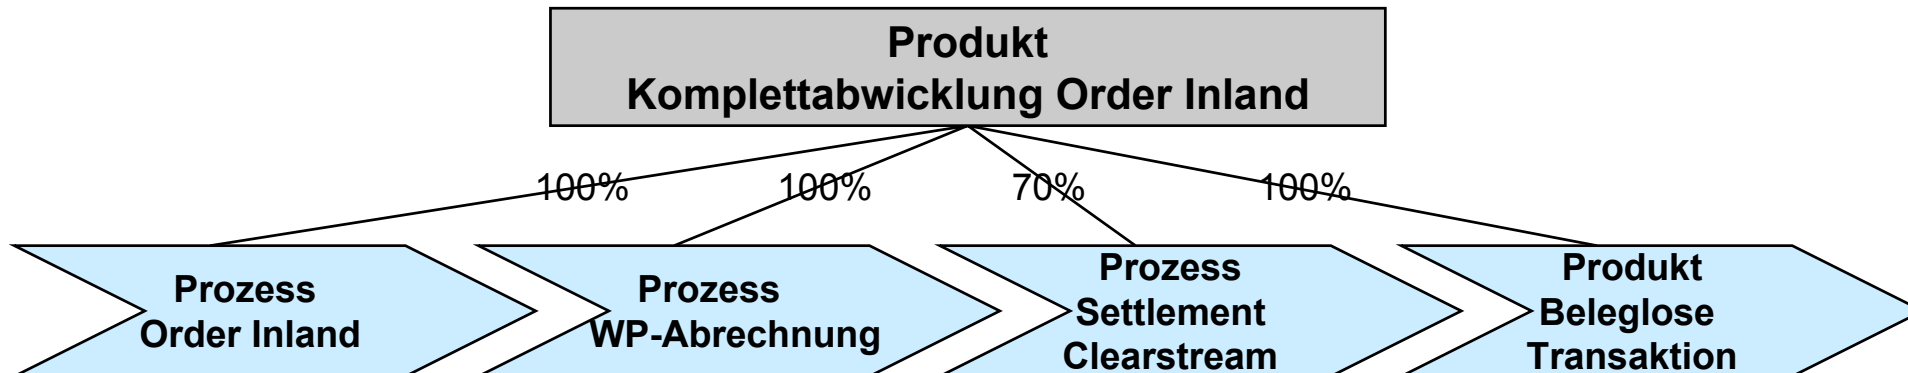 Produkt
Komplettabwicklung Order Inland
100%
100%
70%
100%
Prozess
Order Inland
Prozess
WP-Abrechnung
Prozess
Settlement
Clearstream
Produkt
Beleglose
Transaktion